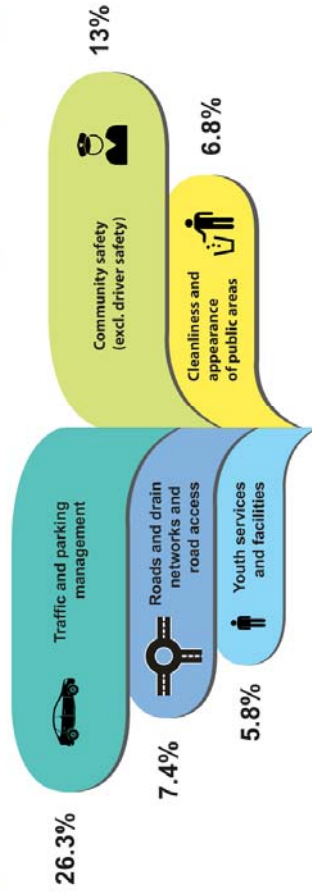 26.3%
Traffic and parking
management
13%
Community safety
(excl. driver safety)
7.4%
Roads and drain
networks and
road access
6.8%
Cleanliness and
appearance
of public areas
5.8%
Youth services
and facilities